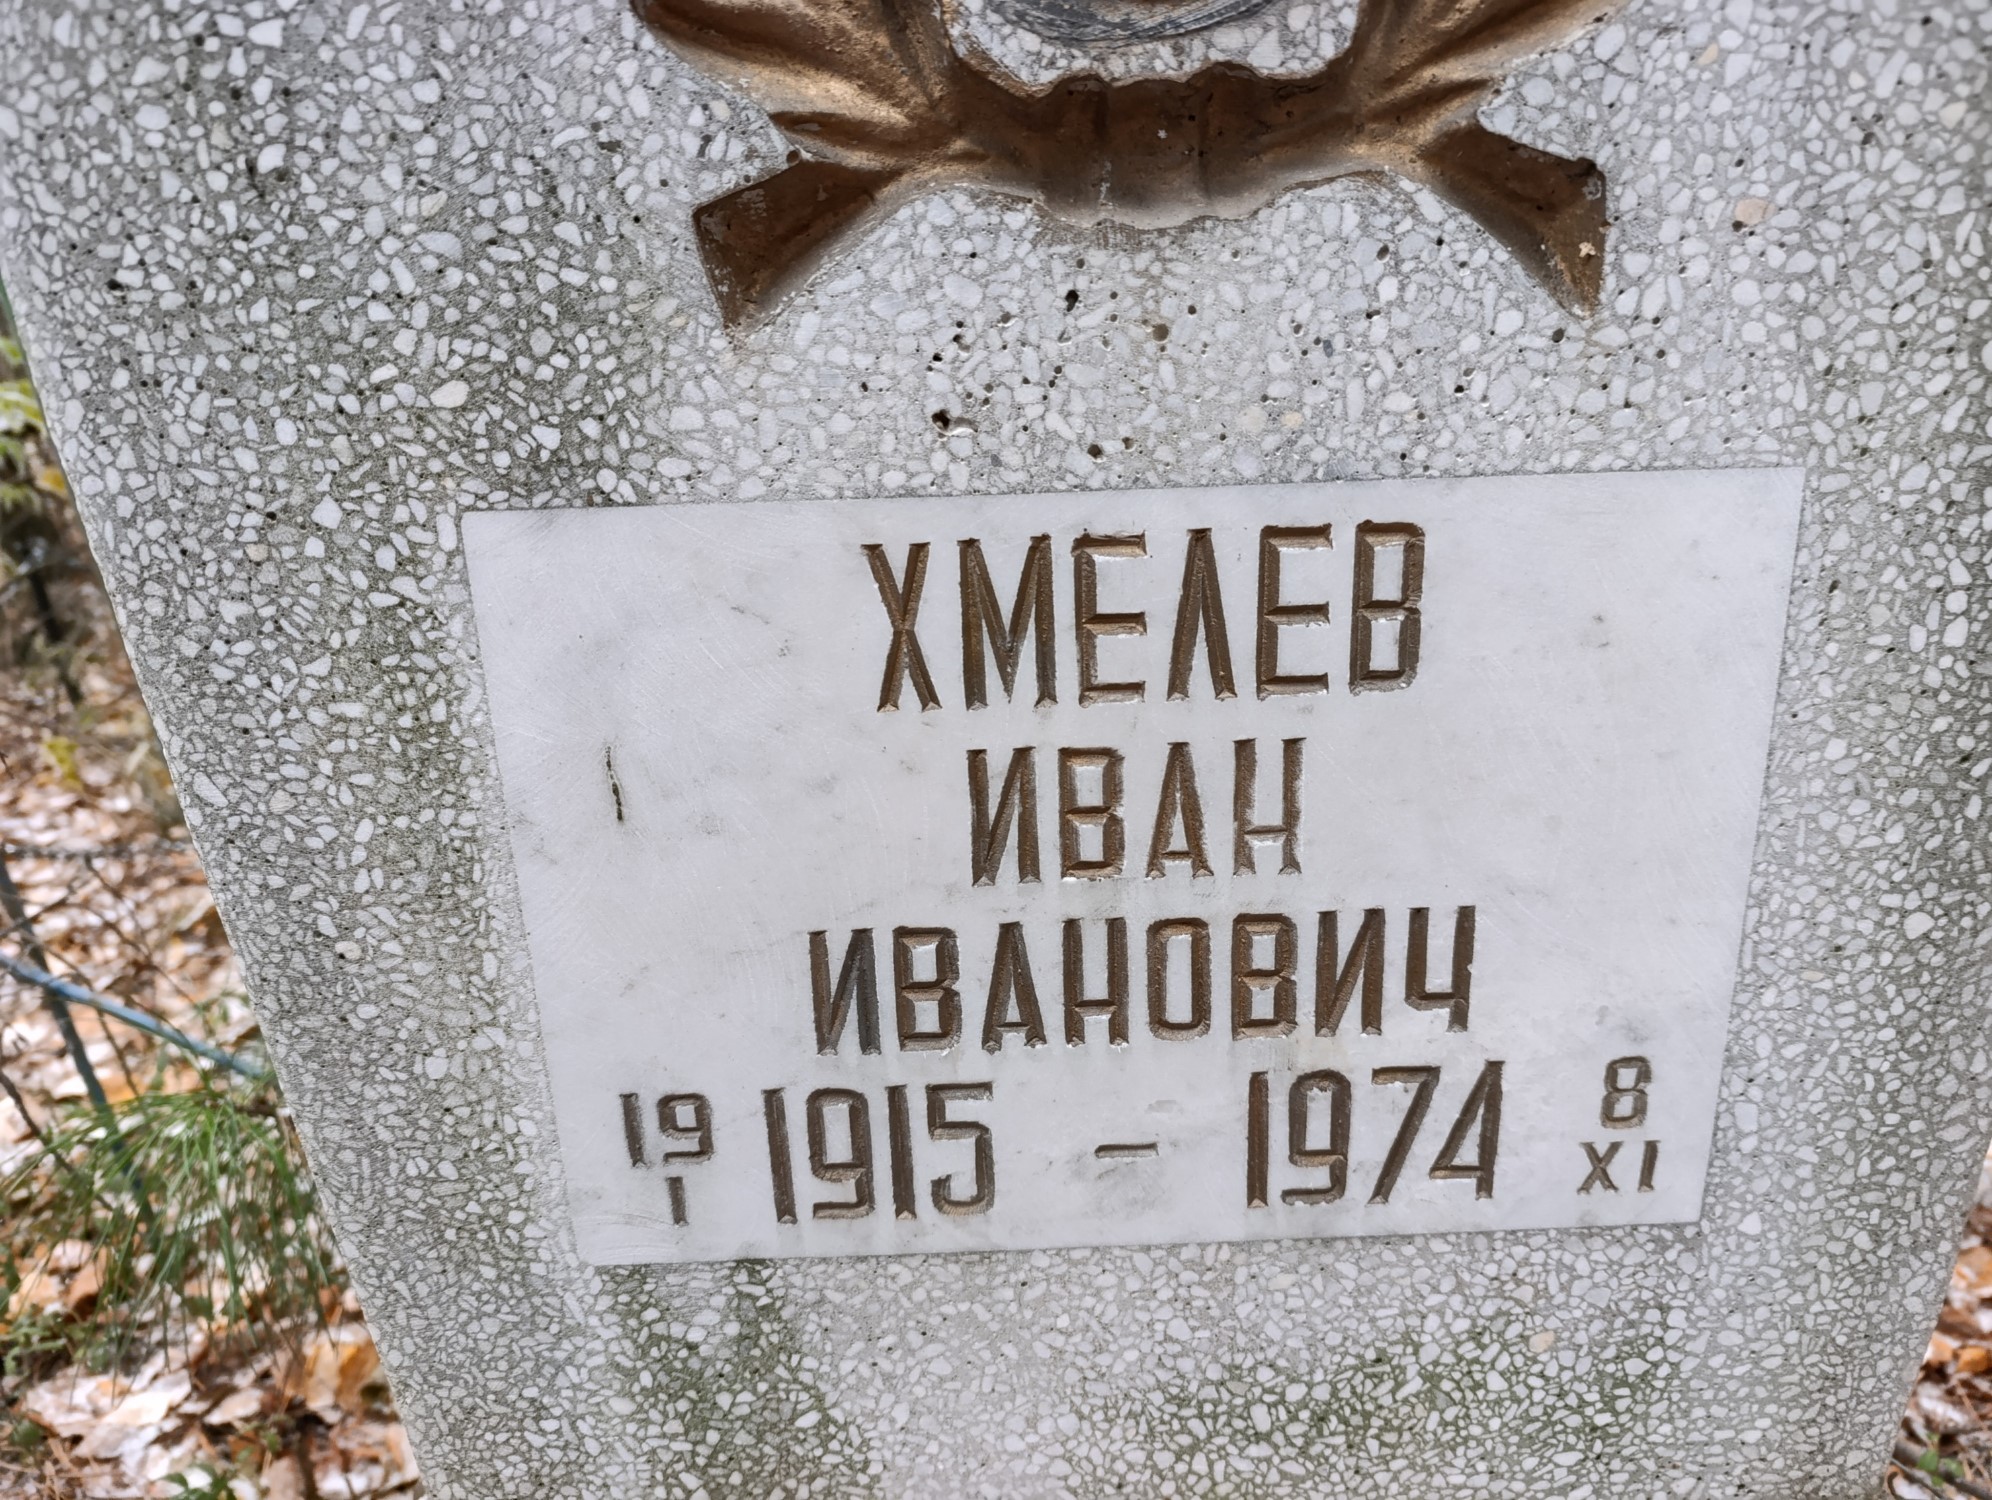 ХМЕЛЕВ
ИВАН
ИВАНОВИЧ
19 I 1915 – 1974 8 XI